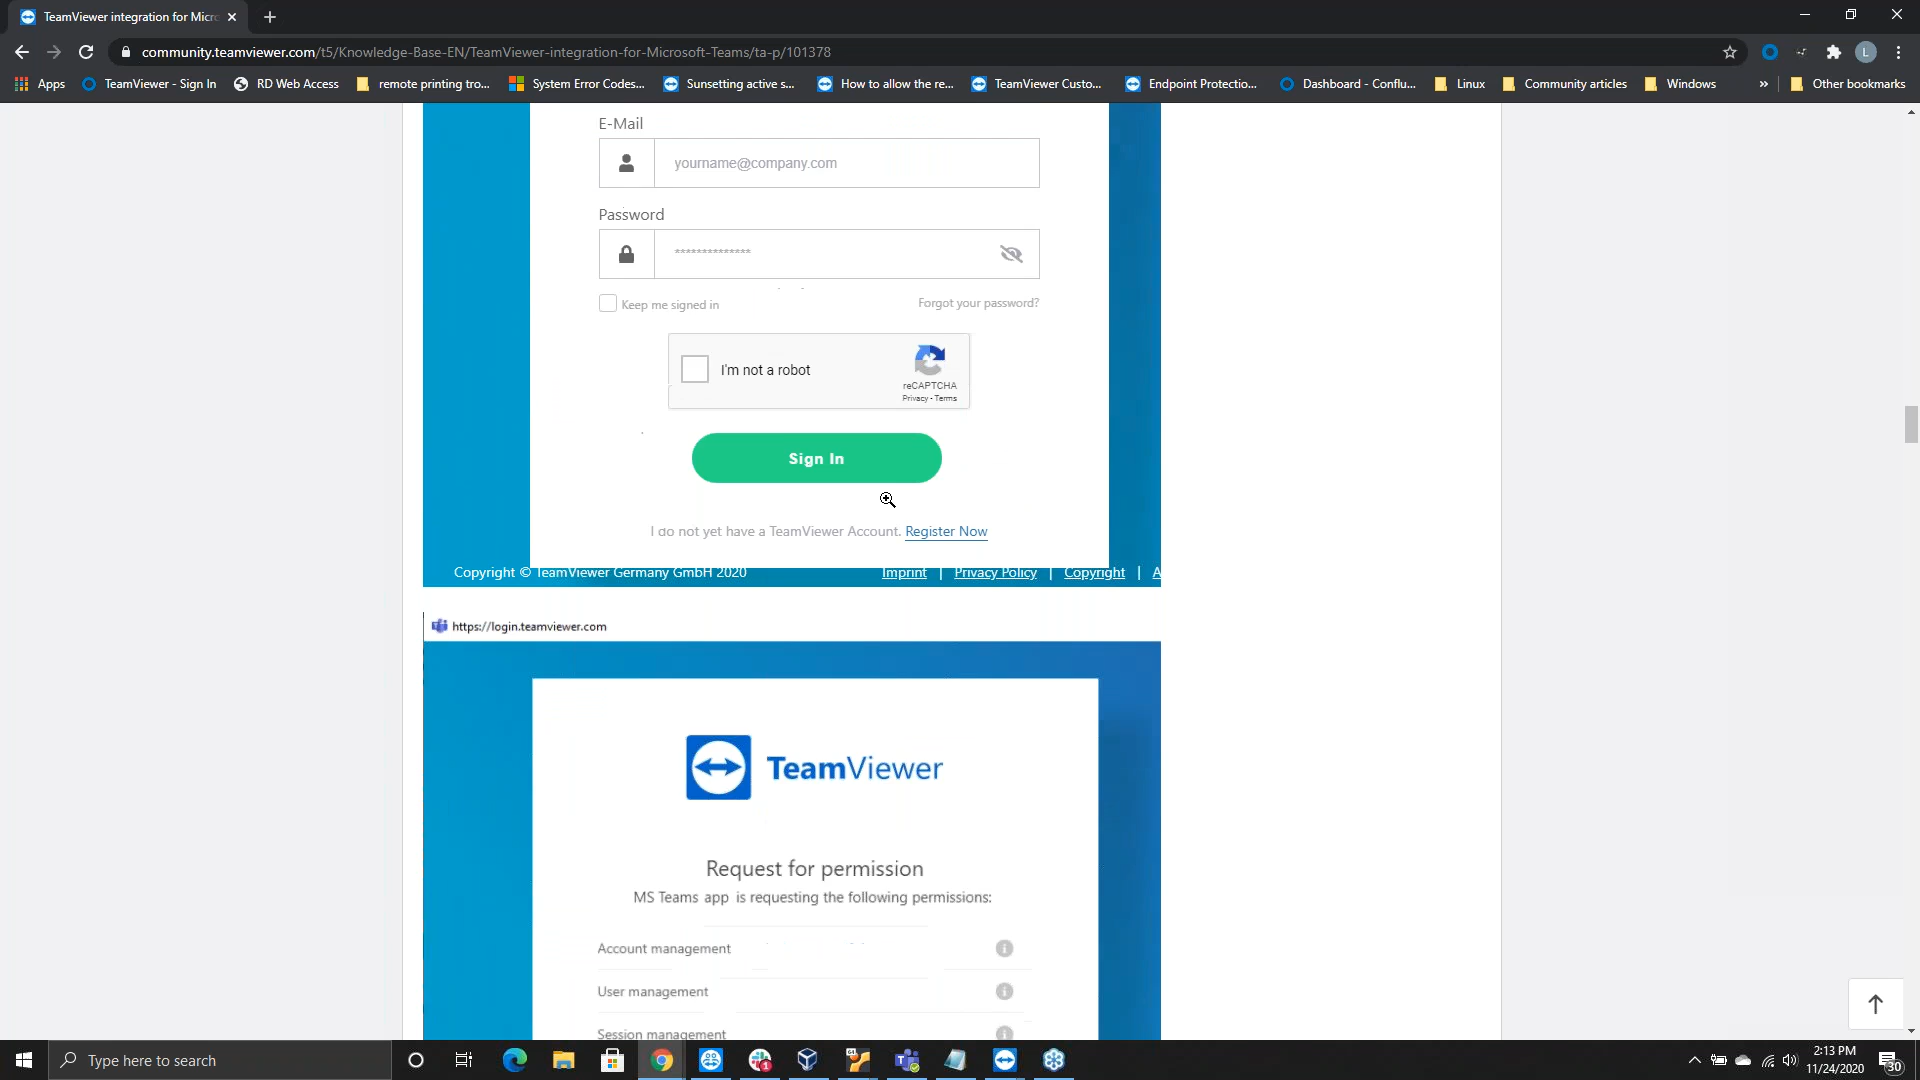 TeamViewer integration for Micro
community.teamviewer.com/t5/Knowledge-Base-EN/TeamViewer-integration-for-Microsoft-Teams/ta-p/101378
L
Apps
TeamViewer - Sign In
RD Web Access
remote printing tro...
System Error Codes...
Sunsetting active s...
How to allow the re...
TeamViewer Custo...
Endpoint Protectio...
Dashboard - Conflu...
Linux
Community articles
Windows
»
Other bookmarks
E-Mail
yourname@company.com
Password
**************
Keep me signed in
Forgot your password?
I'm not a robot
reCAPTCHA
Privacy - Terms
Sign In
I do not yet have a TeamViewer Account. Register Now
Copyright © TeamViewer Germany GmbH 2020
Imprint | Privacy Policy | Copyright | A
https://login.teamviewer.com
TeamViewer
Request for permission
MS Teams app is requesting the following permissions:
Account management
User management
Session management
Type here to search
2:13 PM
11/24/2020
30